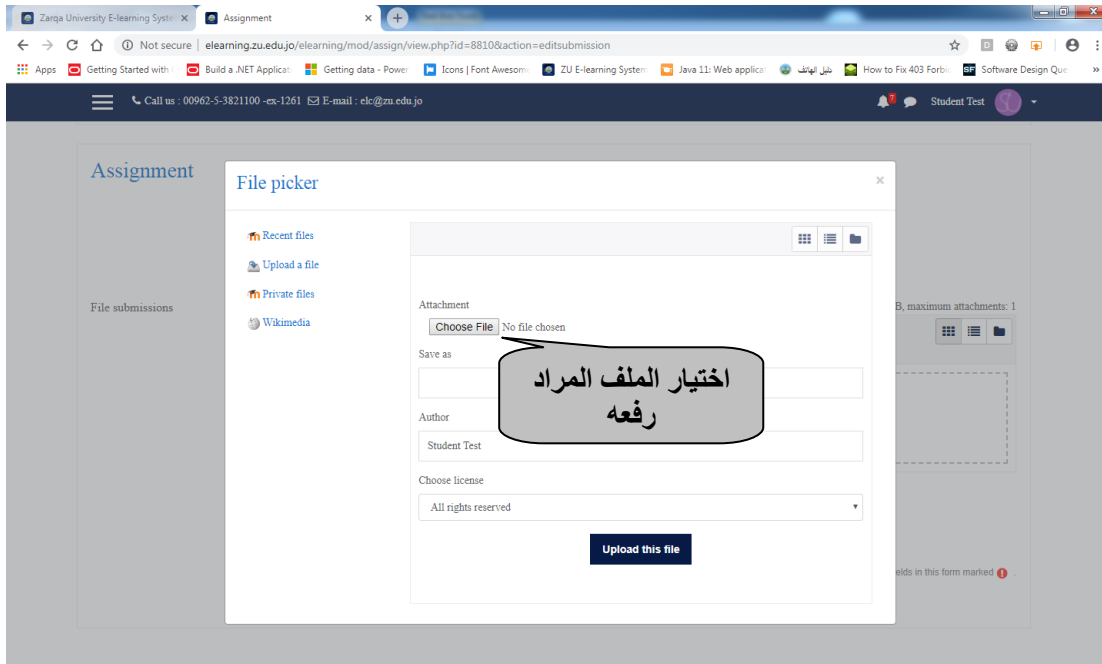 Zarqa University E-learning Syste
Assignment
Not secure | elearning.zu.edu.jo/elearning/mod/assign/view.php?id=8810&action=editsubmission
Apps
Getting Started with
Build a .NET Applicati
Getting data - Power
Icons | Font Awesom
ZU E-learning System
Java 11: Web applicat
دليل الهاتف
How to Fix 403 Forbid
SF
Software Design Que
Call us : 00962-5-3821100 -ex-1261 E-mail : elc@zu.edu.jo
7
Student Test
Assignment
File picker
Recent files
Upload a file
Private files
Wikimedia
File submissions
B, maximum attachments: 1
Attachment
Choose File No file chosen
Save as
اختيار الملف المراد
رفعه
Author
Student Test
Choose license
All rights reserved
Upload this file
elds in this form marked